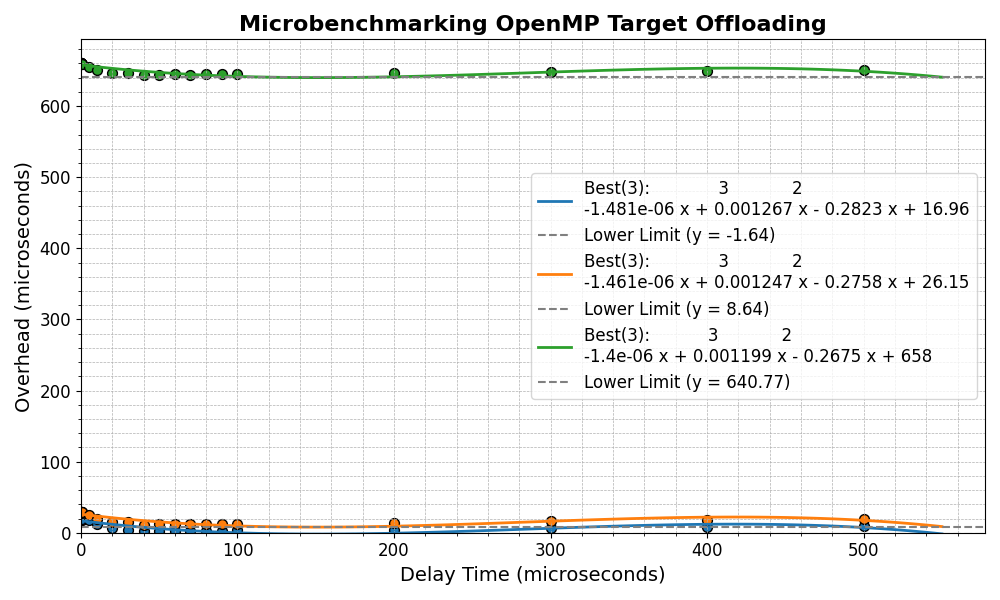 Microbenchmarking OpenMP Target Offloading
Overhead (microseconds)
600
500
400
300
200
100
0
Best(3): 3 2
-1.481e-06 x + 0.001267 x - 0.2823 x + 16.96
Lower Limit (y = -1.64)
Best(3): 3 2
-1.461e-06 x + 0.001247 x - 0.2758 x + 26.15
Lower Limit (y = 8.64)
Best(3): 3 2
-1.4e-06 x + 0.001199 x - 0.2675 x + 658
Lower Limit (y = 640.77)
0 100 200 300 400 500
Delay Time (microseconds)